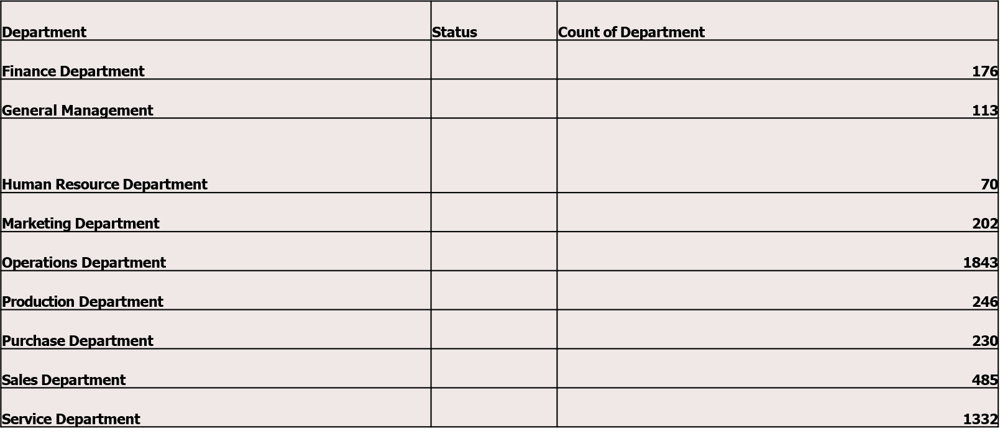 Department Status Count of Department
Finance Department 176
General Management 113
Human Resource Department 70
Marketing Department 202
Operations Department 1843
Production Department 246
Purchase Department 230
Sales Department 485
Service Department 1332